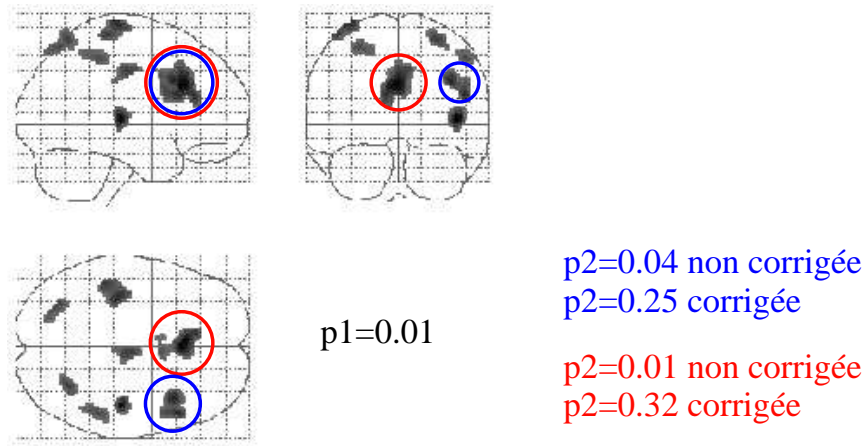 p1=0.01
p2=0.04 non corrigée
p2=0.25 corrigée
p2=0.01 non corrigée
p2=0.32 corrigée